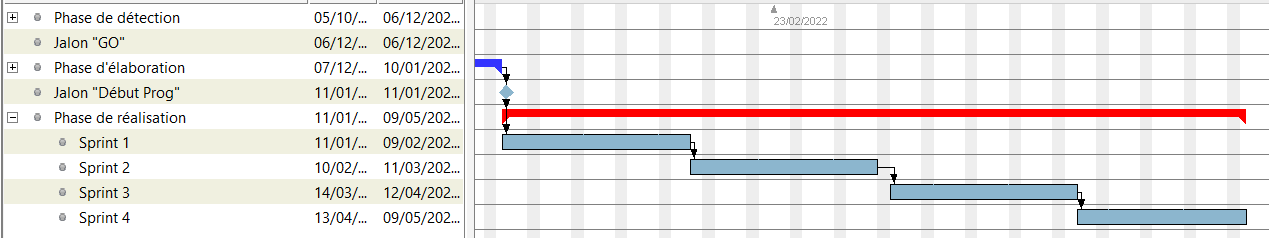 Phase de détection 05/10/... 06/12/202...
23/02/2022
Jalon "GO" 06/12/... 06/12/202...
Phase d'élaboration 07/12/... 10/01/202...
Jalon "Début Prog" 11/01/... 11/01/202...
Phase de réalisation 11/01/... 09/05/202...
Sprint 1 11/01/... 09/02/202...
Sprint 2 10/02/... 11/03/202...
Sprint 3 14/03/... 12/04/202...
Sprint 4 13/04/... 09/05/202...